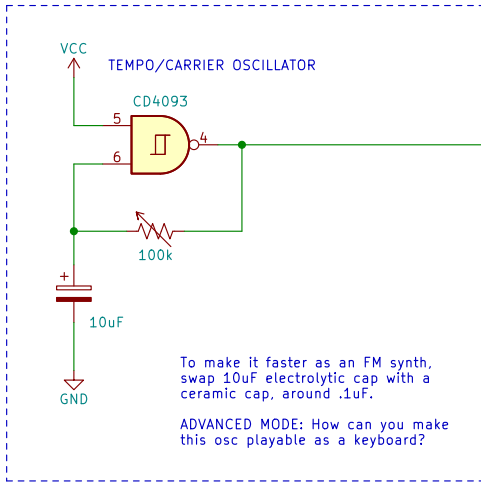 VCC
TEMPO/CARRIER OSCILLATOR
CD4093
5
4
6
100k
+
10uF
GND
To make it faster as an FM synth,
swap 10uF electrolytic cap with a
ceramic cap, around .1uF.
ADVANCED MODE: How can you make
this osc playable as a keyboard?